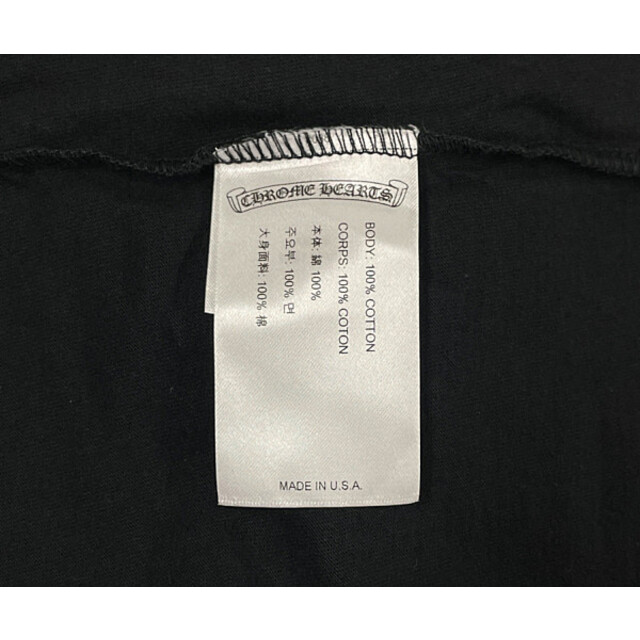 CHROME HEARTS
BODY: 100% COTTON
CORPS: 100% COTON
本体: 綿 100%
주요부: 100% 면
大身面料: 100% 棉
MADE IN U.S.A.